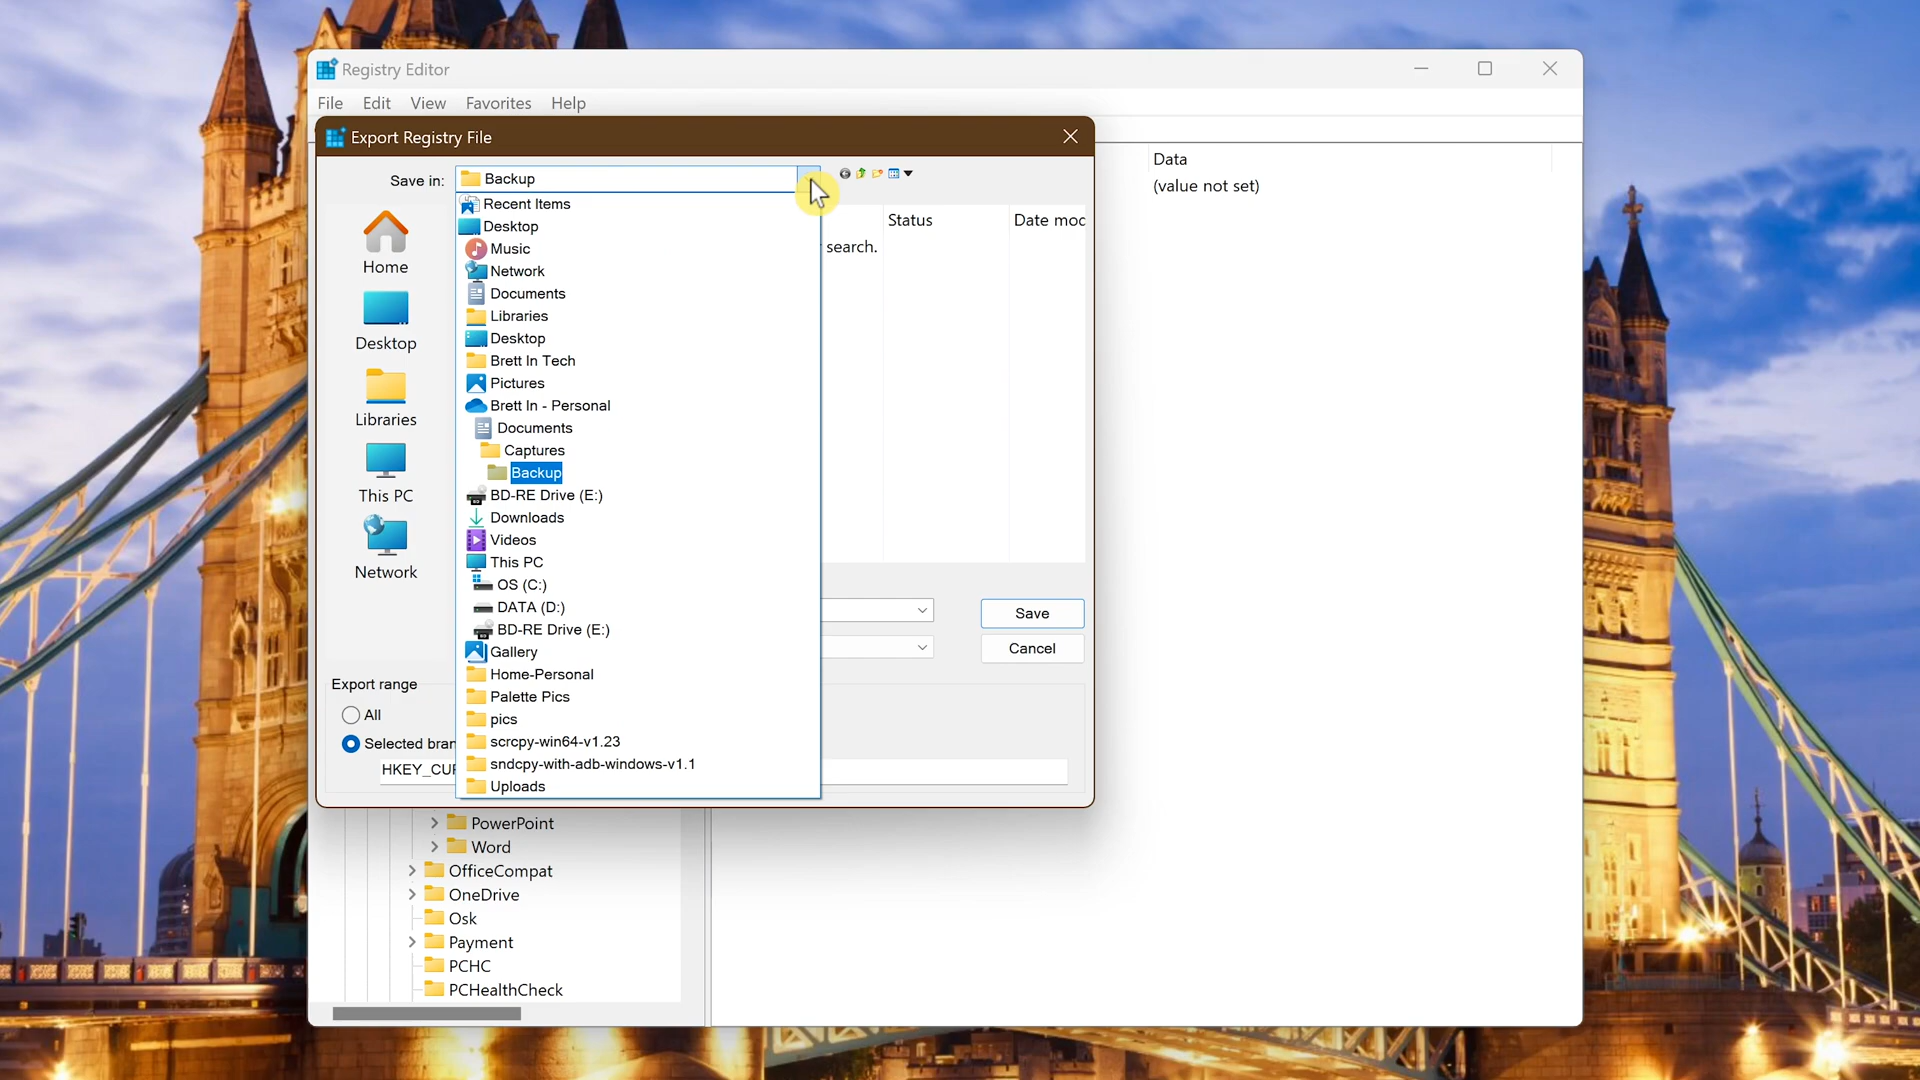 Registry Editor
File Edit View Favorites Help
Export Registry File
Save in: Backup
Data
(value not set)
Status Date moc
search.
Home
Desktop
Libraries
This PC
Network
Recent Items
Desktop
Music
Network
Documents
Libraries
Desktop
Brett In Tech
Pictures
Brett In - Personal
Documents
Captures
Backup
BD-RE Drive (E:)
Downloads
Videos
This PC
OS (C:)
DATA (D:)
BD-RE Drive (E:)
Gallery
Home-Personal
Palette Pics
pics
scrcpy-win64-v1.23
sndcpy-with-adb-windows-v1.1
Uploads
Save
Cancel
Export range
All
Selected bran
HKEY_CUR
PowerPoint
Word
OfficeCompat
OneDrive
Osk
Payment
PCHC
PCHealthCheck